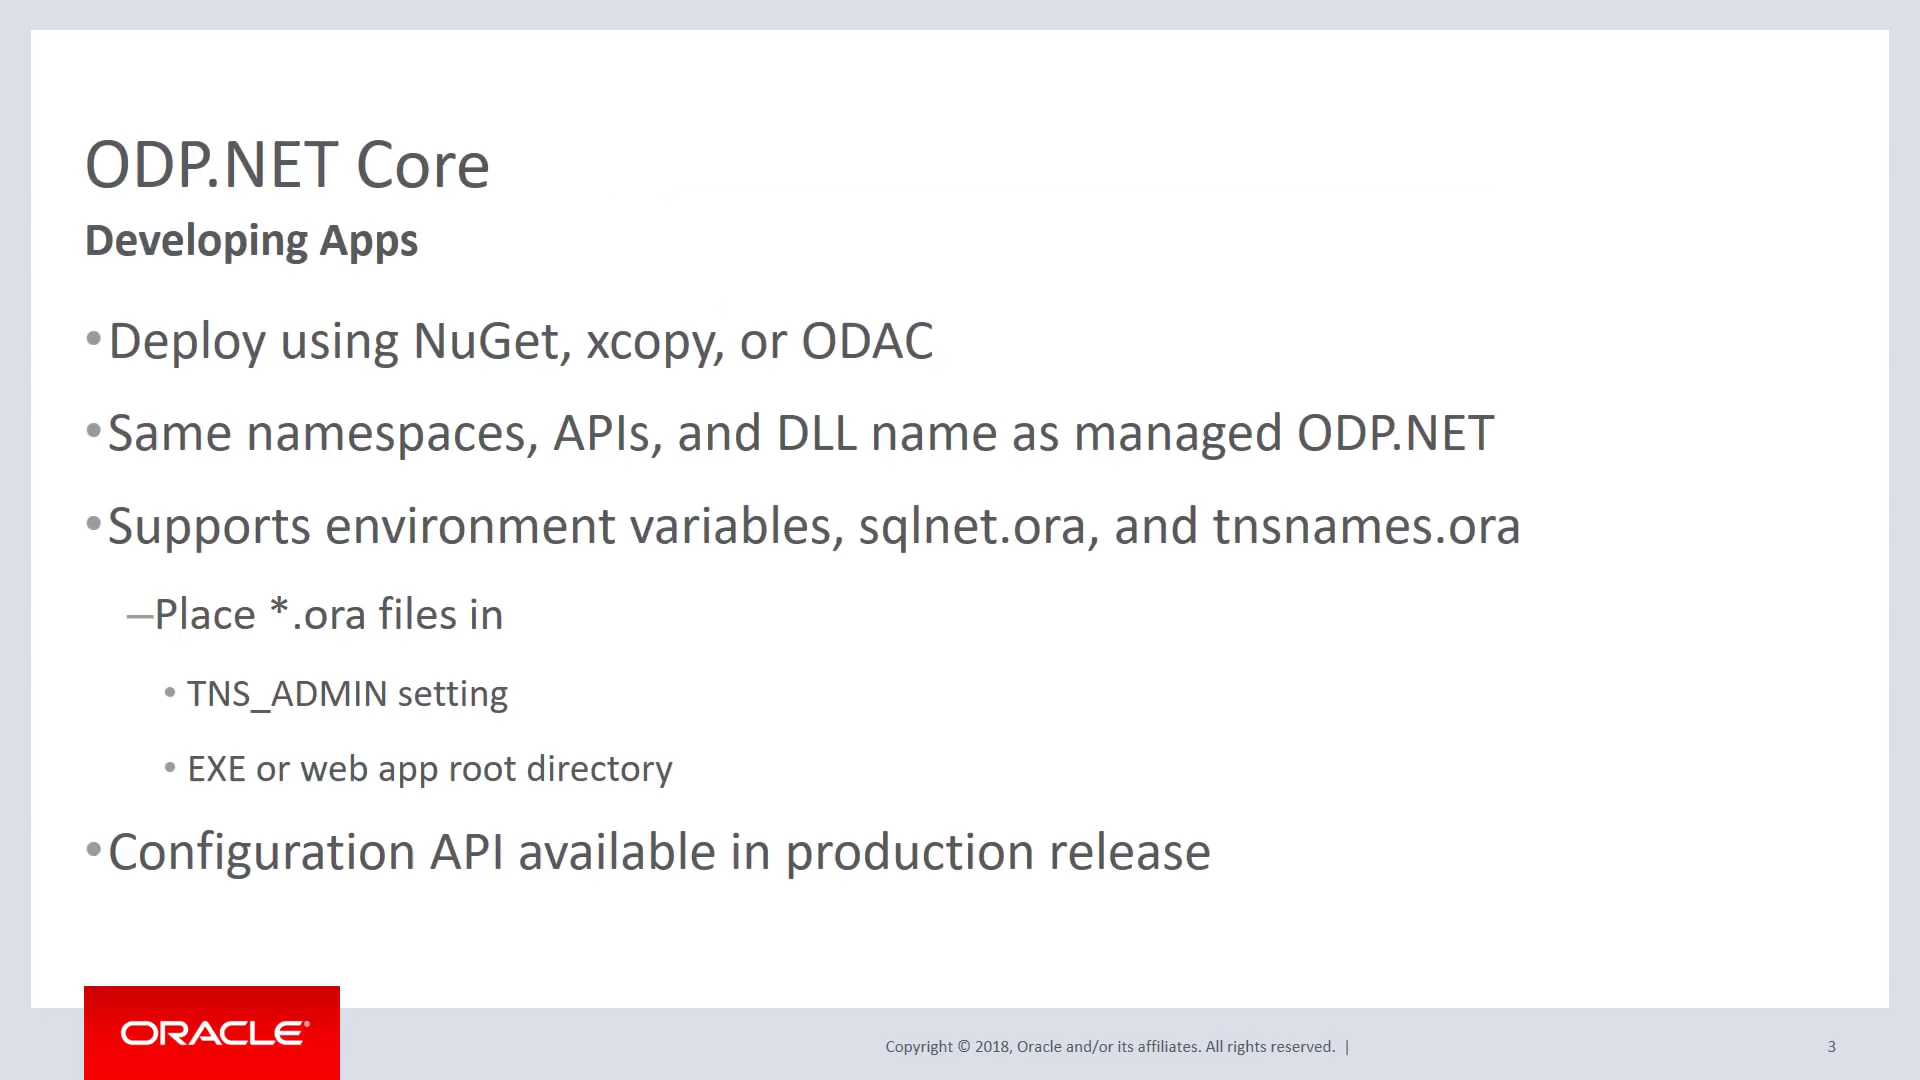 ODP.NET Core
Developing Apps
•Deploy using NuGet, xcopy, or ODAC
•Same namespaces, APIs, and DLL name as managed ODP.NET
•Supports environment variables, sqlnet.ora, and tnsnames.ora
–Place *.ora files in
• TNS_ADMIN setting
• EXE or web app root directory
•Configuration API available in production release
ORACLE®
Copyright © 2018, Oracle and/or its affiliates. All rights reserved. |
3